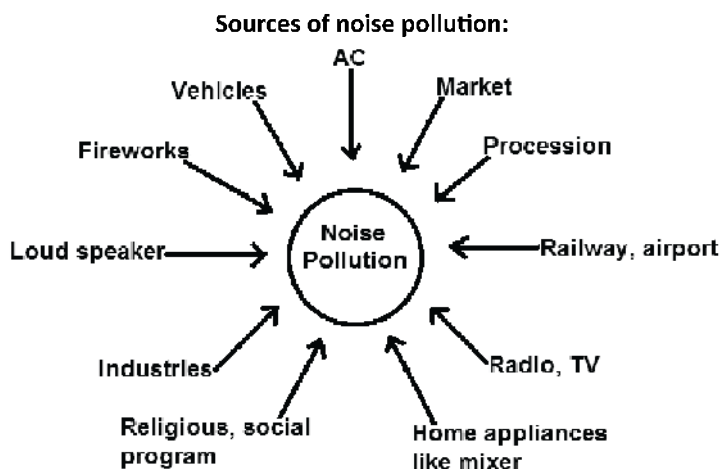 Sources of noise pollution:
AC
Vehicles
Market
Fireworks
Procession
Noise
Pollution
Loud speaker
Railway, airport
Industries
Radio, TV
Religious, social
program
Home appliances
like mixer